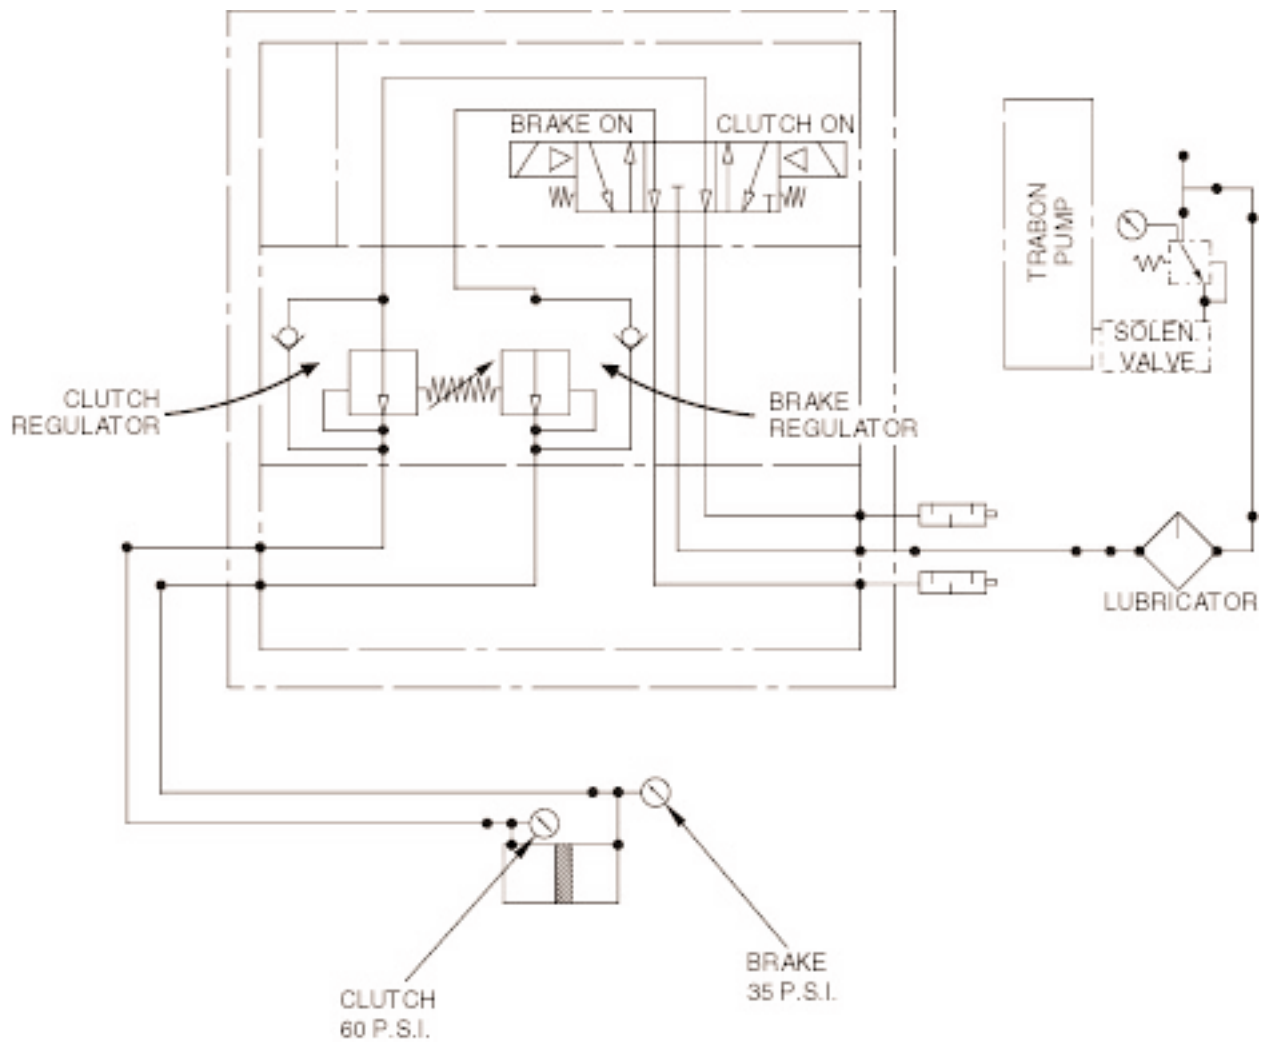 BRAKE ON
CLUTCH ON
TRABON
PUMP
SOLEN.
VALVE
CLUTCH
REGULATOR
BRAKE
REGULATOR
LUBRICATOR
BRAKE
35 P.S.I.
CLUTCH
60 P.S.I.